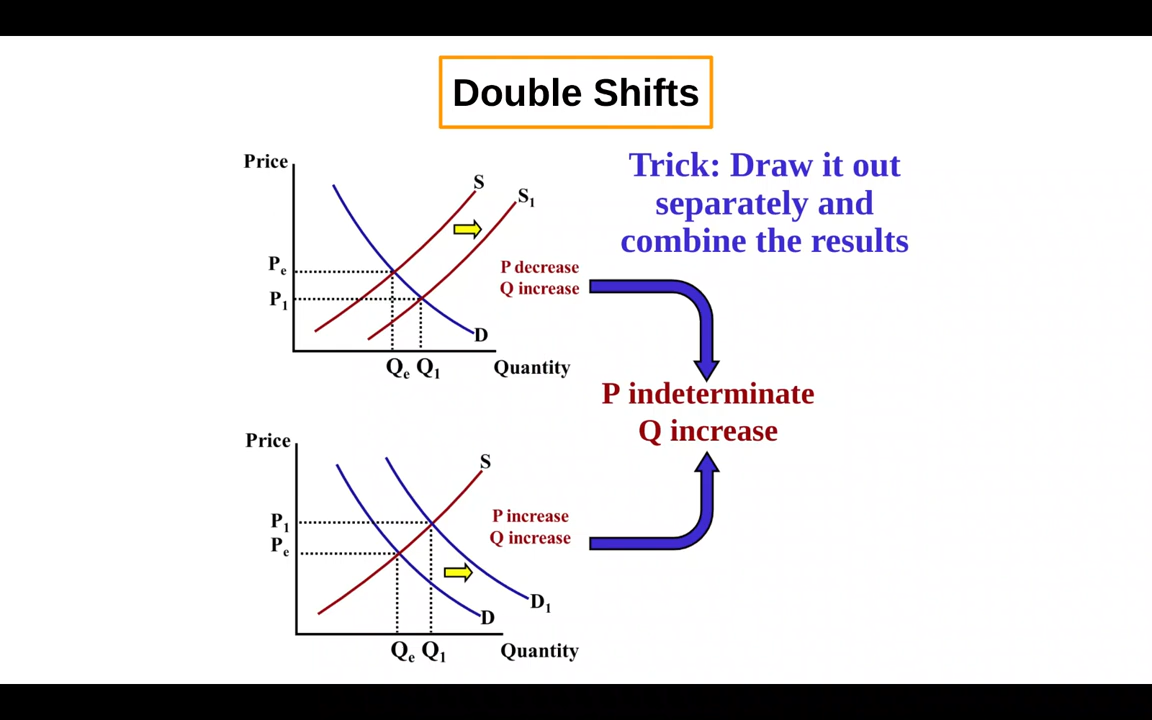 Double Shifts
Trick: Draw it out
separately and
combine the results
Price
S
S₁
Pₑ
P₁
P decrease
Q increase
D
Qₑ Q₁
Quantity
P indeterminate
Q increase
Price
S
P₁
Pₑ
P increase
Q increase
D₁
D
Qₑ Q₁
Quantity